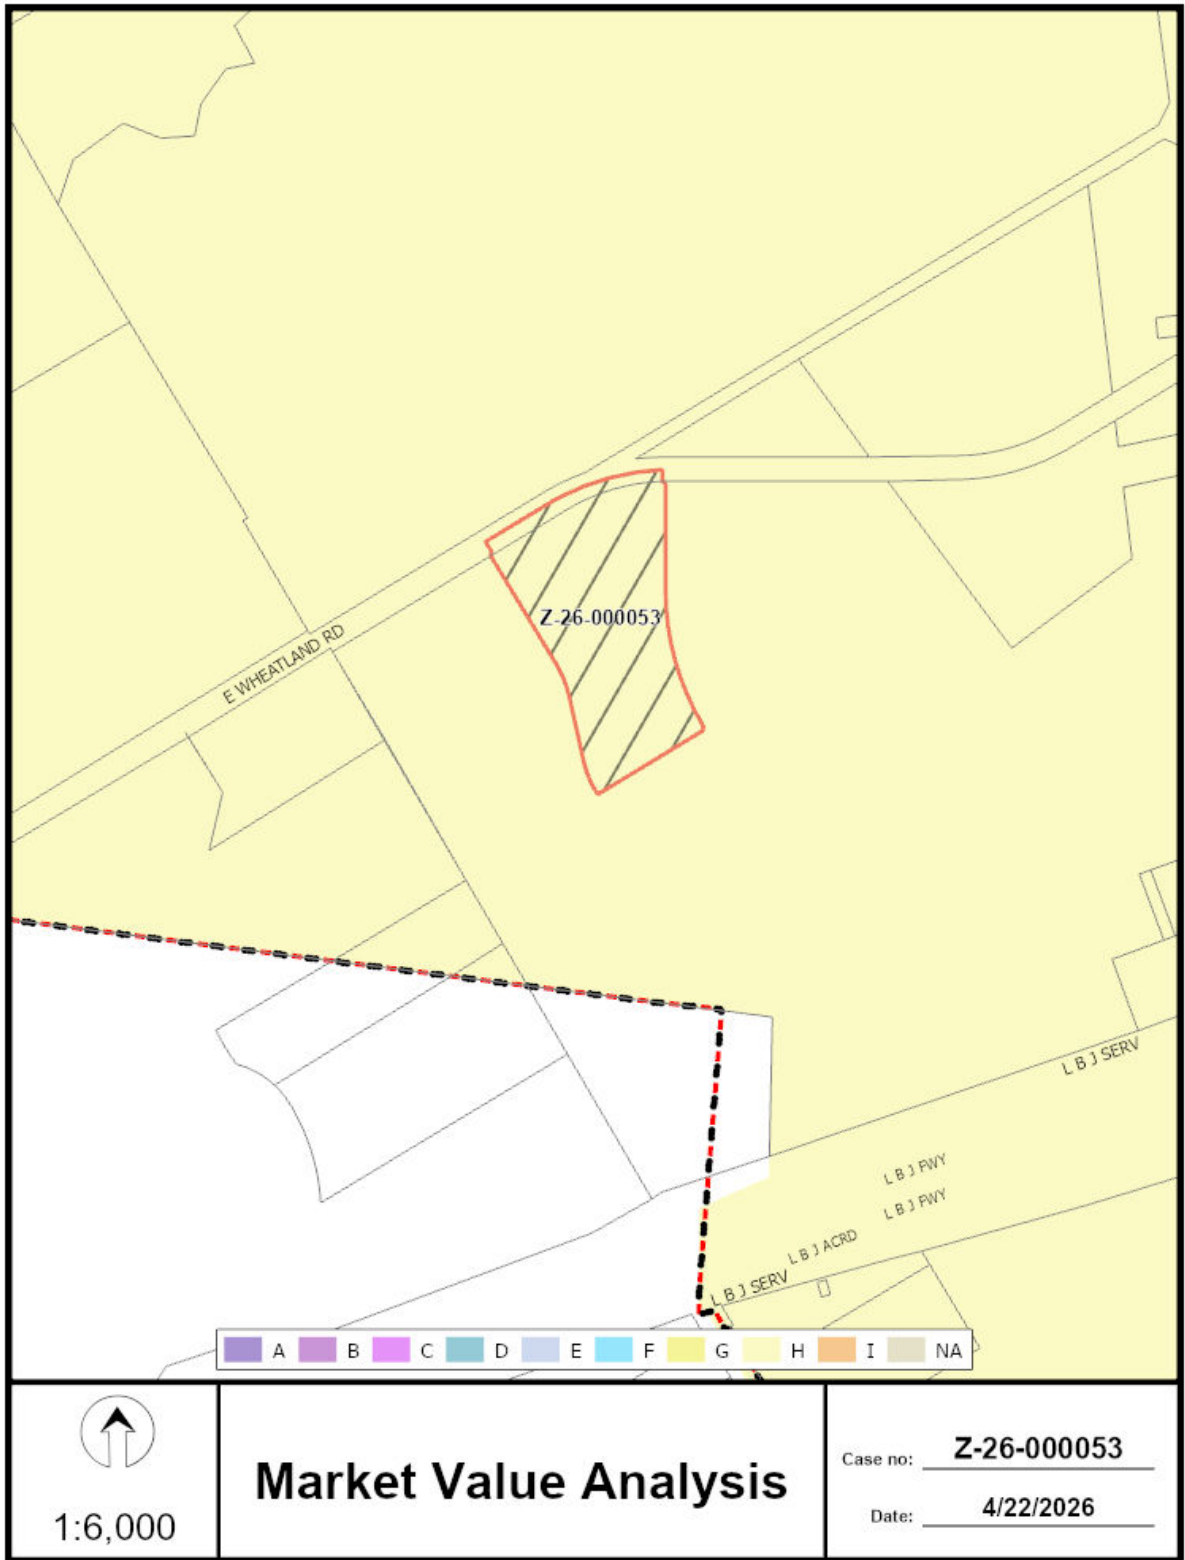 Z-26-000053
E WHEATLAND RD
L B J SERV
L B J FWY
L B J FWY
L B J ACRD
L B J SERV
A B C D E F G H I NA
1:6,000
Market Value Analysis
Case no: Z-26-000053
Date: 4/22/2026